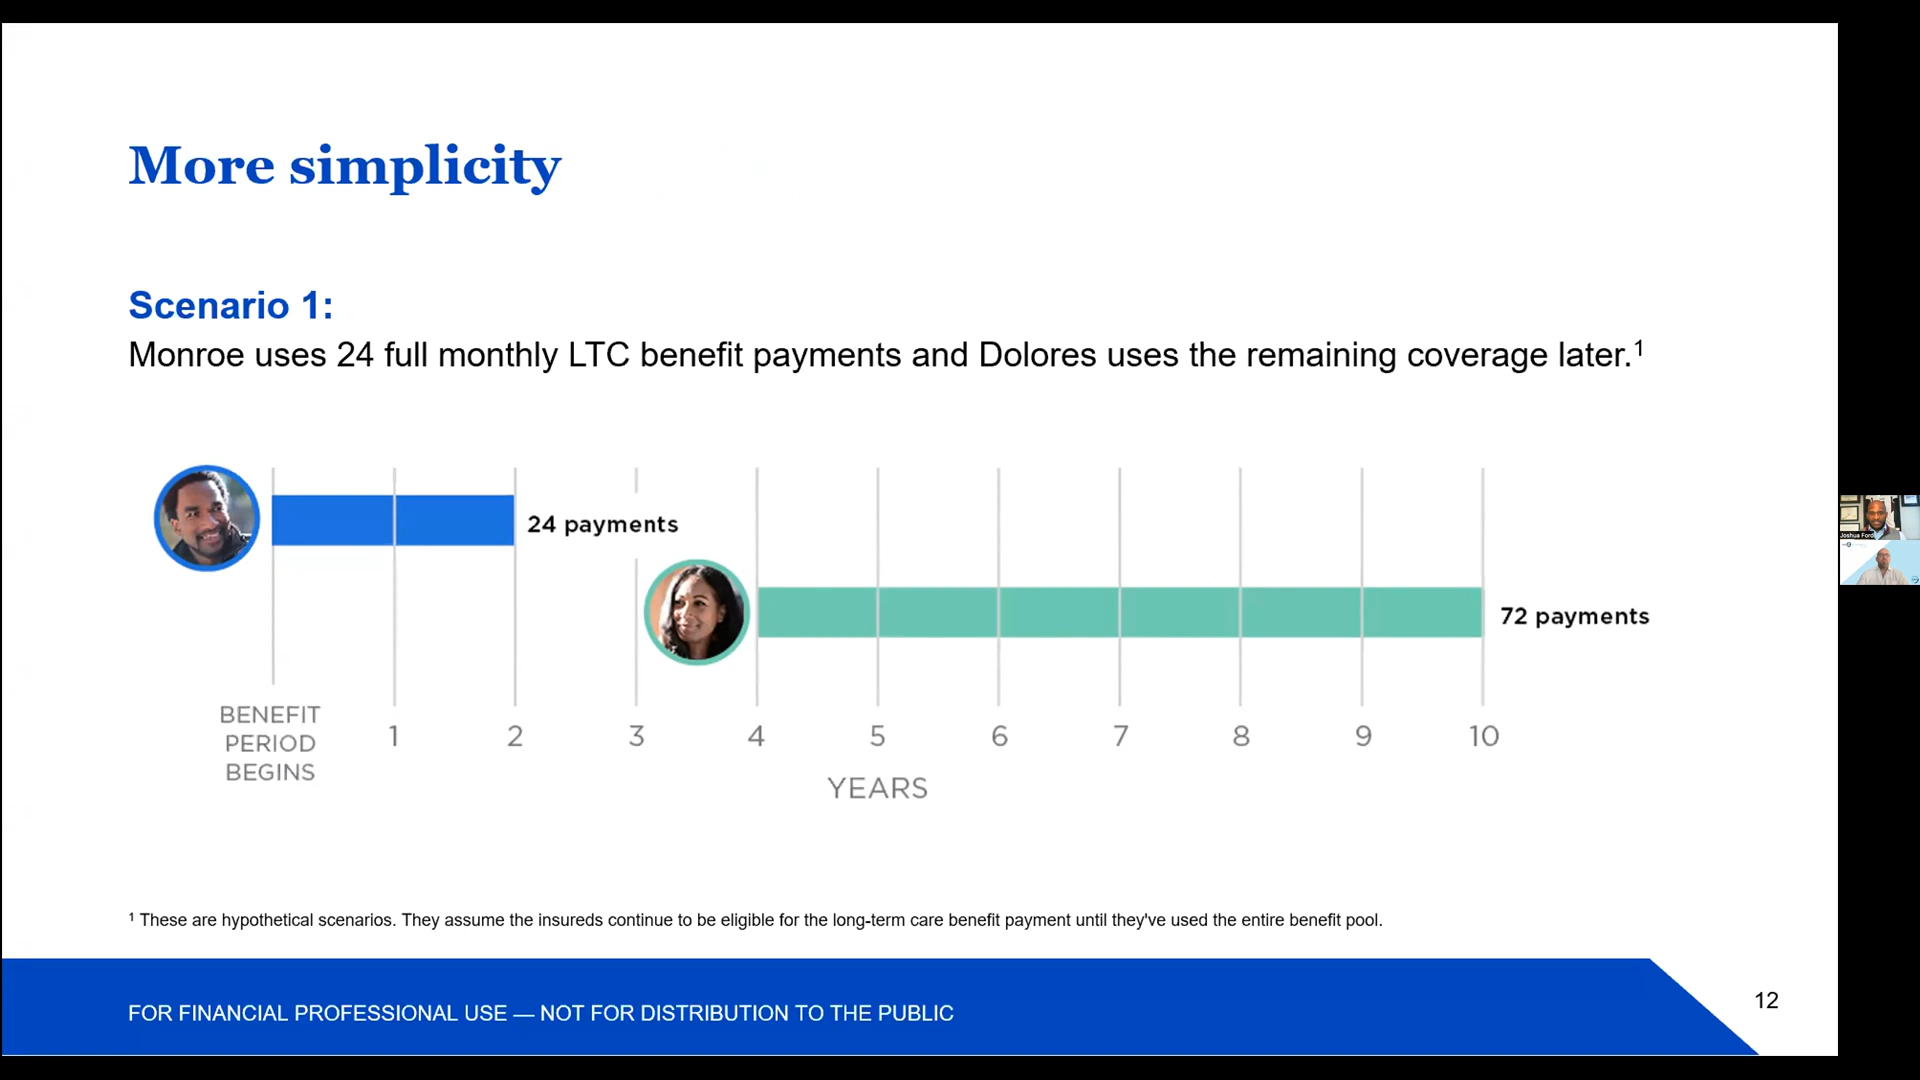 More simplicity
Scenario 1:
Monroe uses 24 full monthly LTC benefit payments and Dolores uses the remaining coverage later.¹
24 payments
72 payments
BENEFIT
PERIOD
BEGINS
1 2 3 4 5 6 7 8 9 10
YEARS
¹ These are hypothetical scenarios. They assume the insureds continue to be eligible for the long-term care benefit payment until they've used the entire benefit pool.
FOR FINANCIAL PROFESSIONAL USE — NOT FOR DISTRIBUTION TO THE PUBLIC
12
Joshua Ford